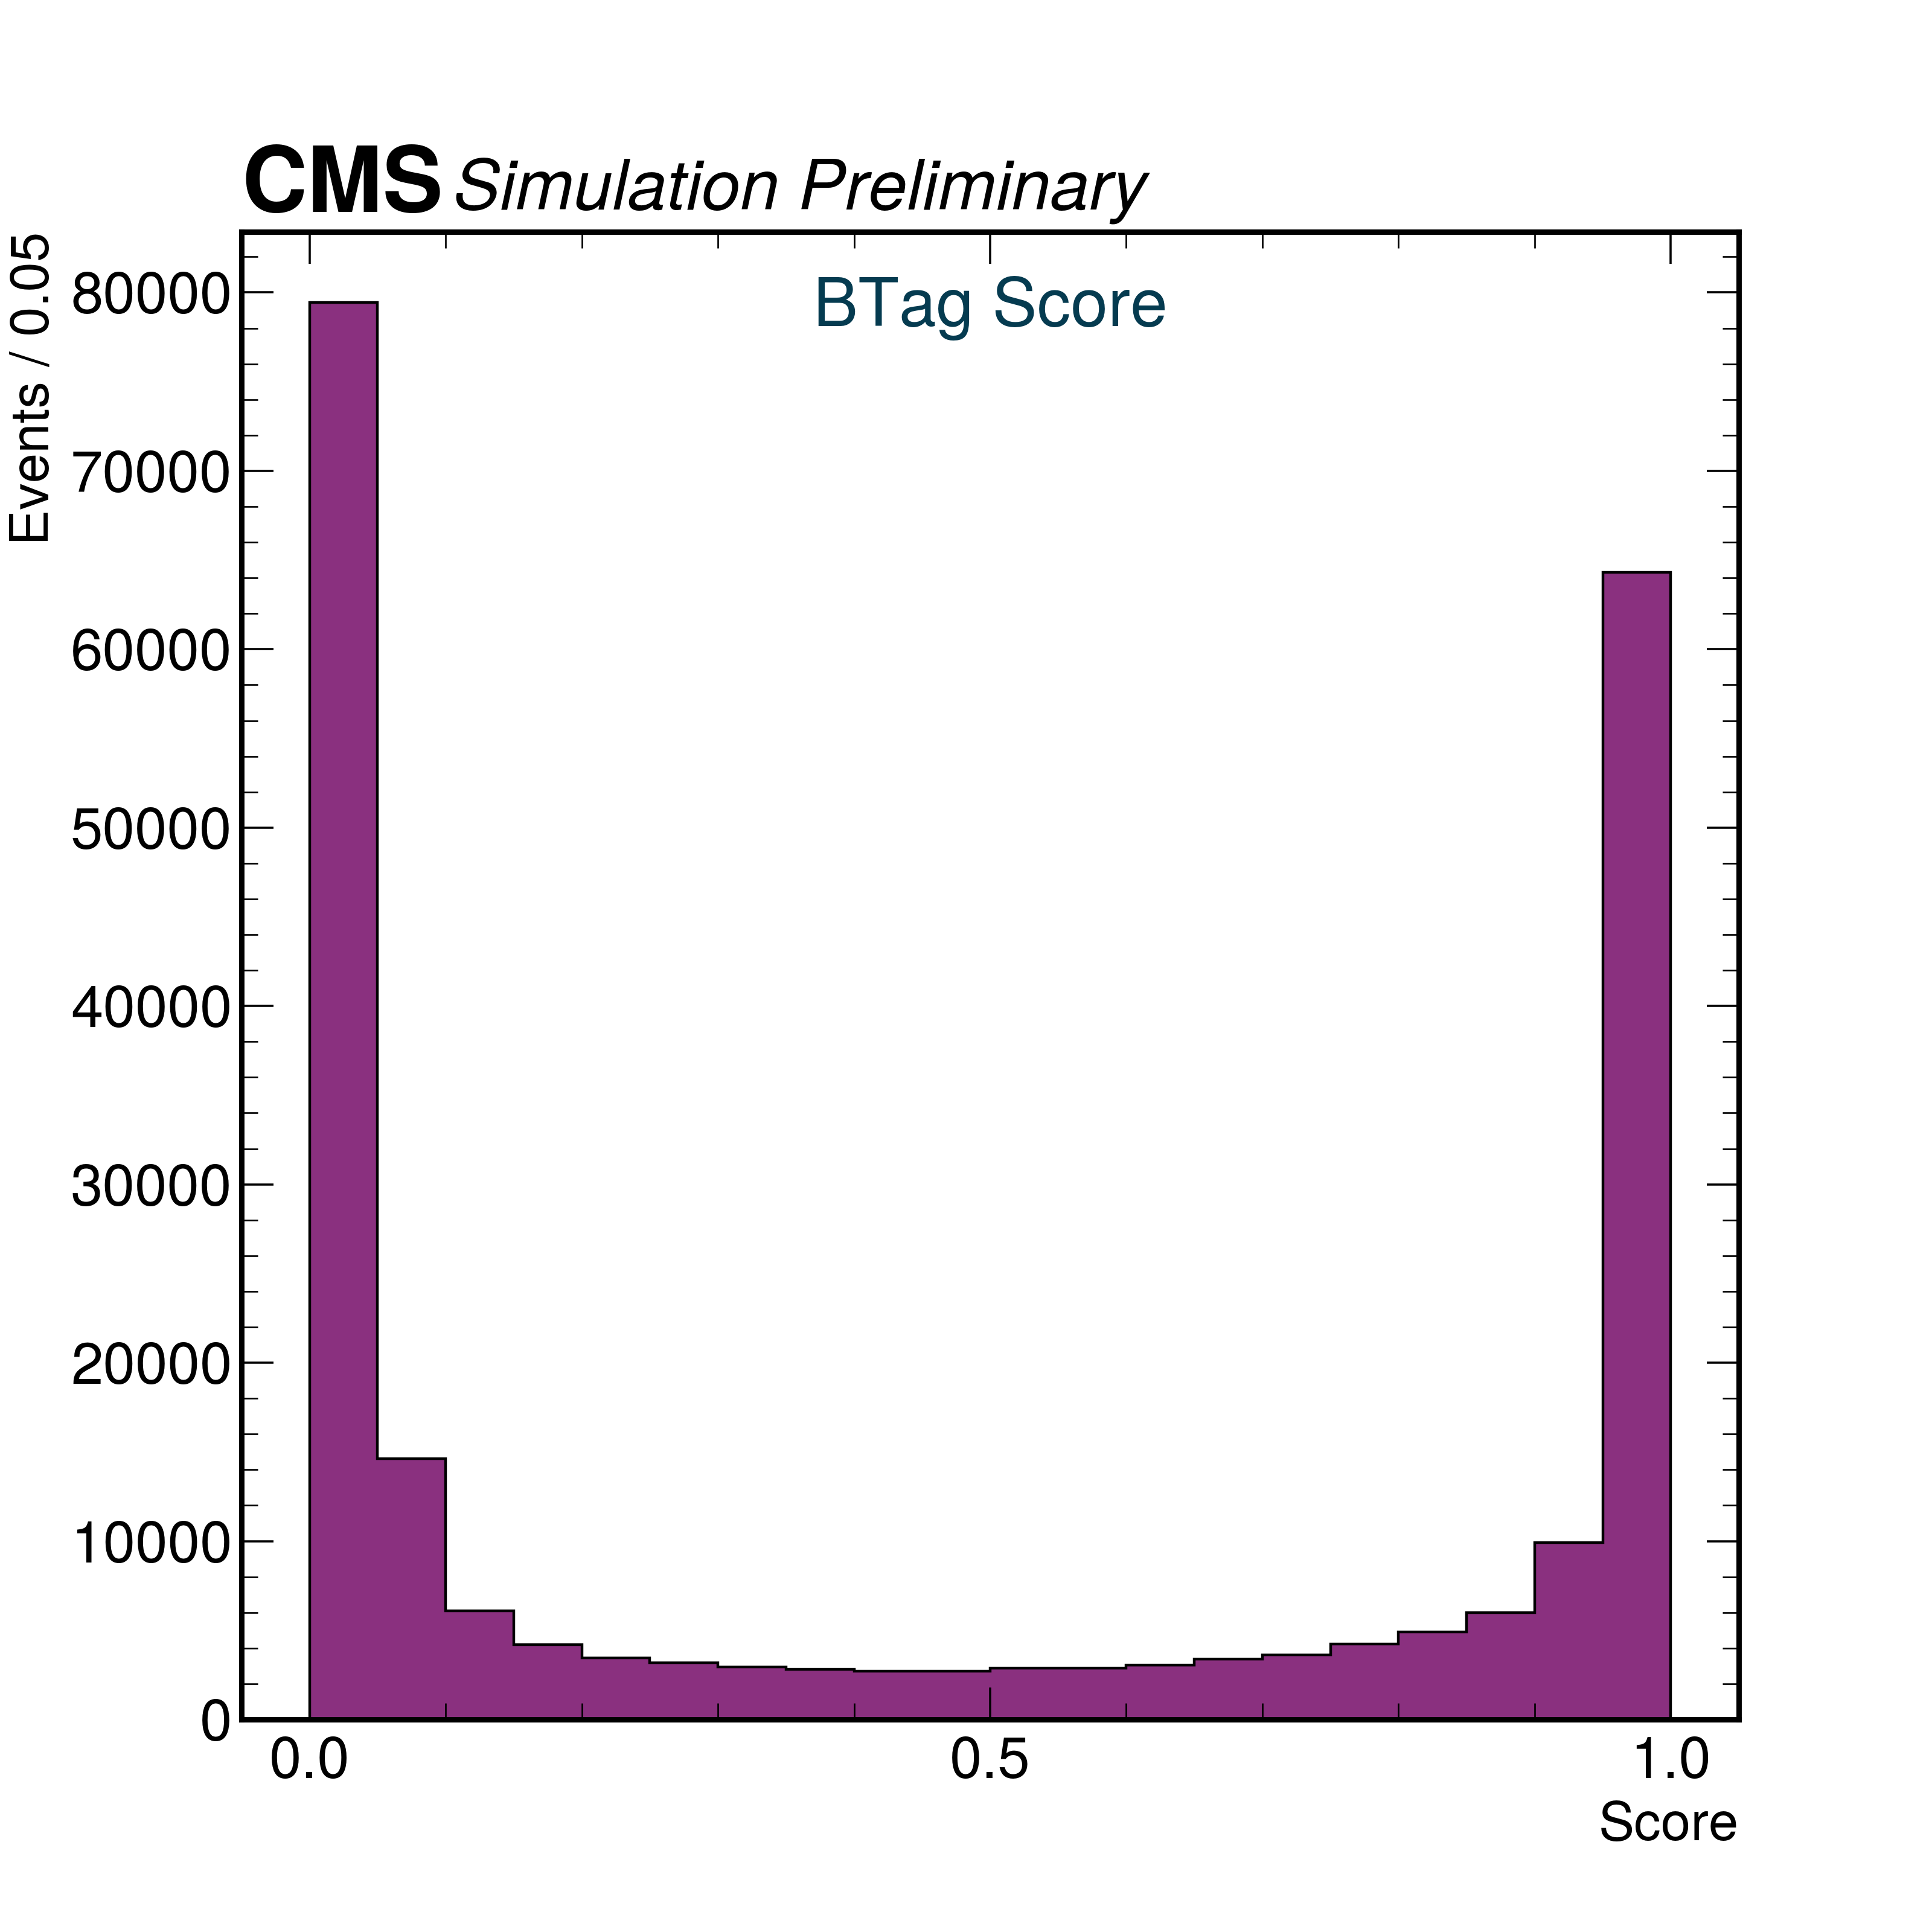 CMS Simulation Preliminary
Events / 0.05
BTag Score
80000
70000
60000
50000
40000
30000
20000
10000
0
0.0 0.5 1.0
Score